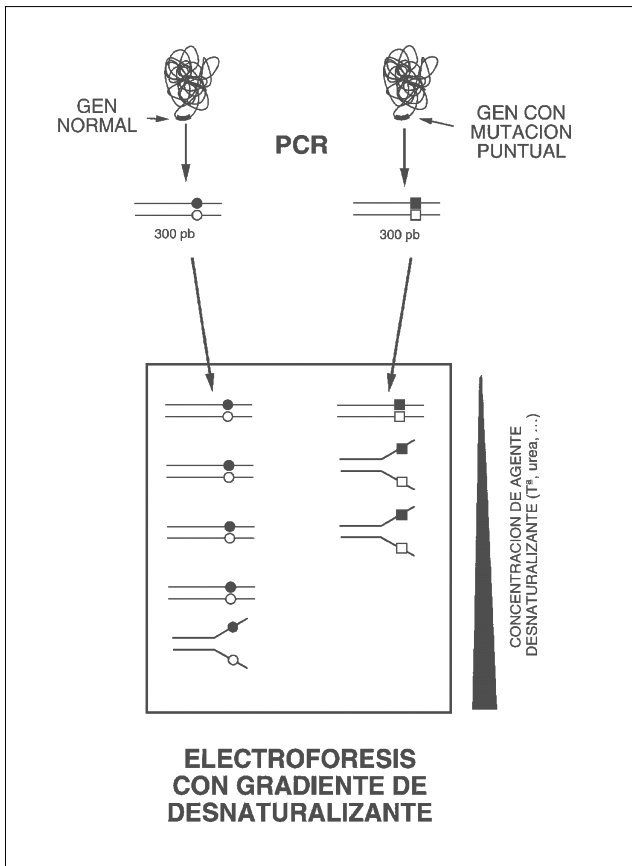 GEN
NORMAL
PCR
GEN CON
MUTACION
PUNTUAL
300 pb
300 pb
CONCENTRACION DE AGENTE
DESNATURALIZANTE (Tª, urea, ...)
ELECTROFORESIS
CON GRADIENTE DE
DESNATURALIZANTE